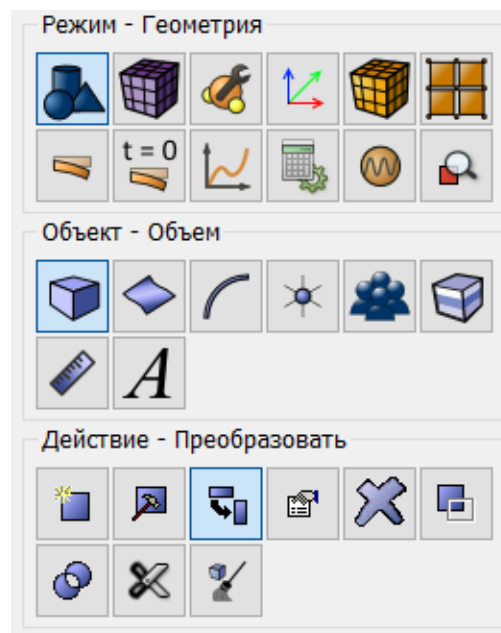 Режим - Геометрия
t = 0
Объект - Объем
A
Действие - Преобразовать